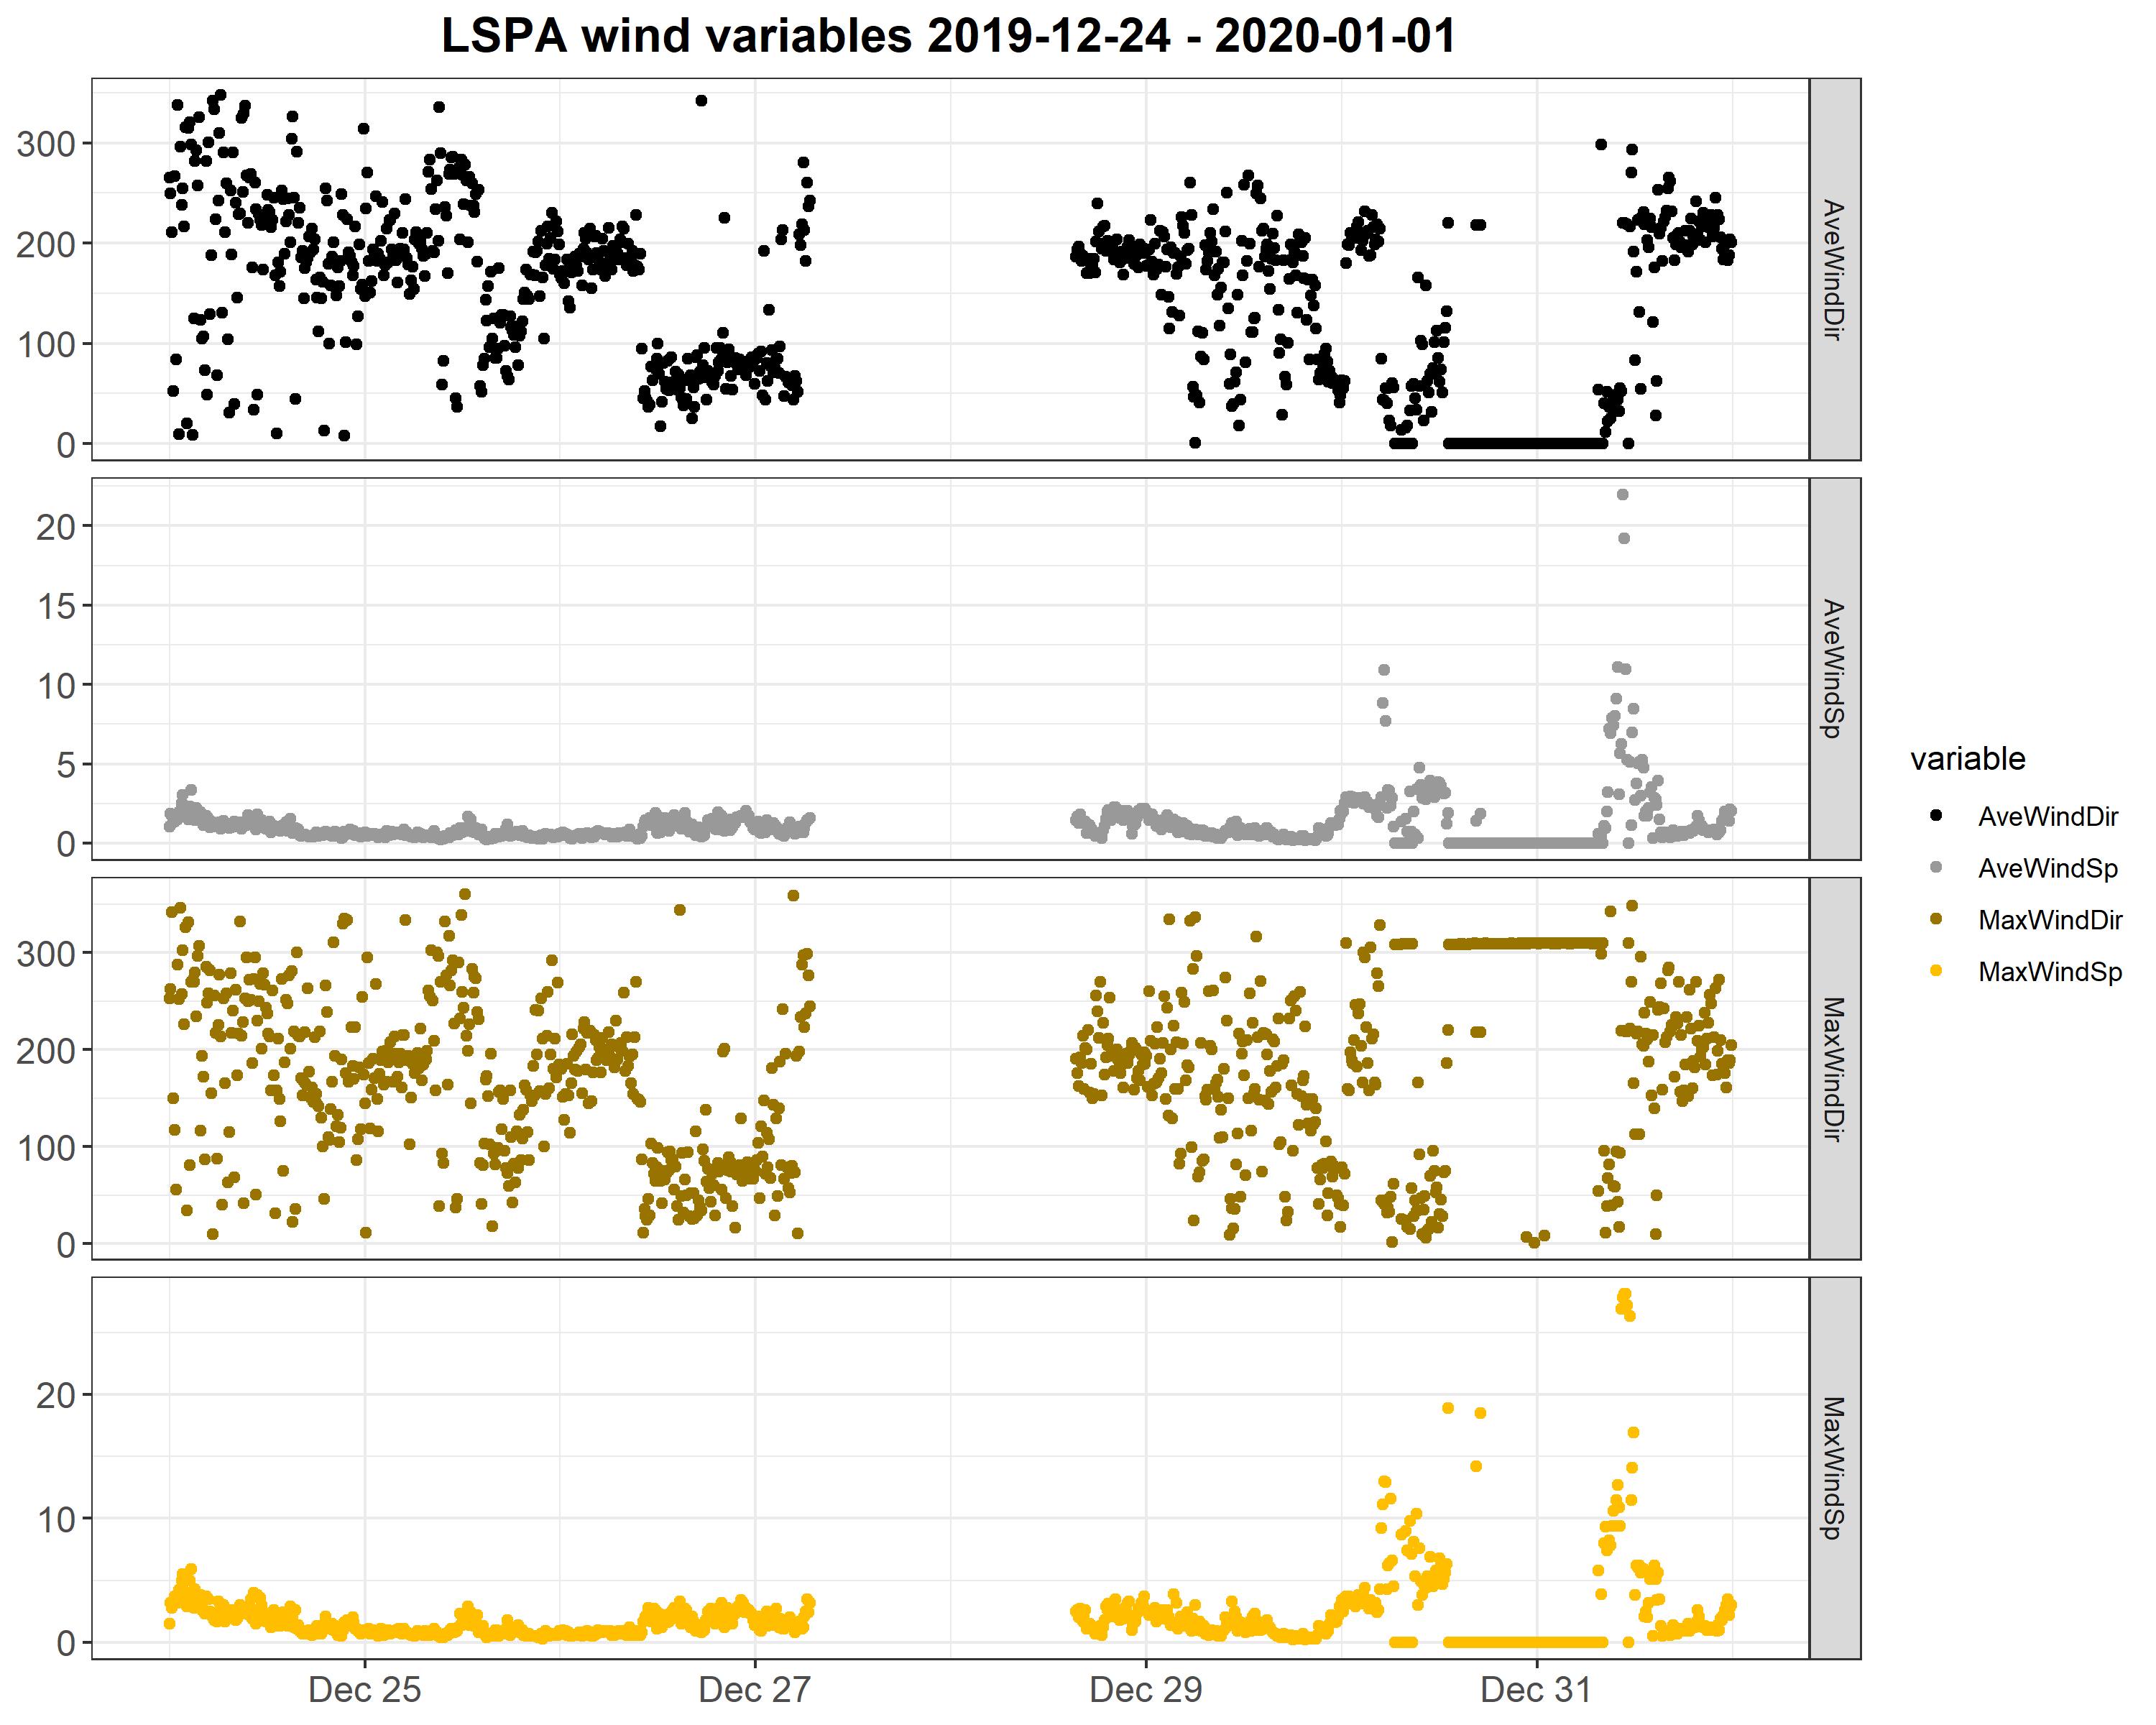 LSPA wind variables 2019-12-24 - 2020-01-01
300
200
100
0
AveWindDir
20
15
10
5
0
AveWindSp
300
200
100
0
MaxWindDir
20
10
0
MaxWindSp
Dec 25
Dec 27
Dec 29
Dec 31
variable
AveWindDir
AveWindSp
MaxWindDir
MaxWindSp